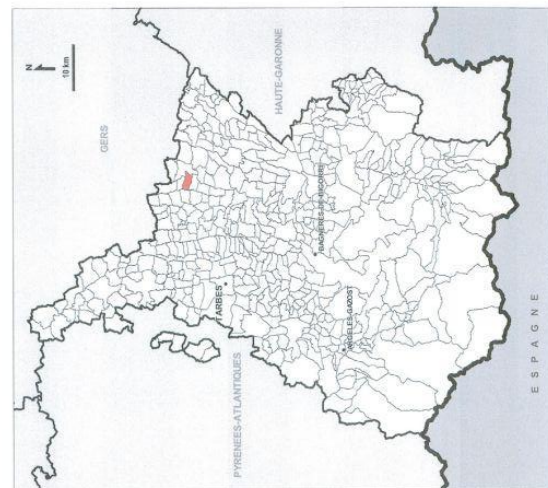 N
10 km
GERS
HAUTE-GARONNE
TARBES
BAGNERES-DE-BIGORRE
ARGELES-GAZOST
PYRENEES-ATLANTIQUES
ESPAGNE